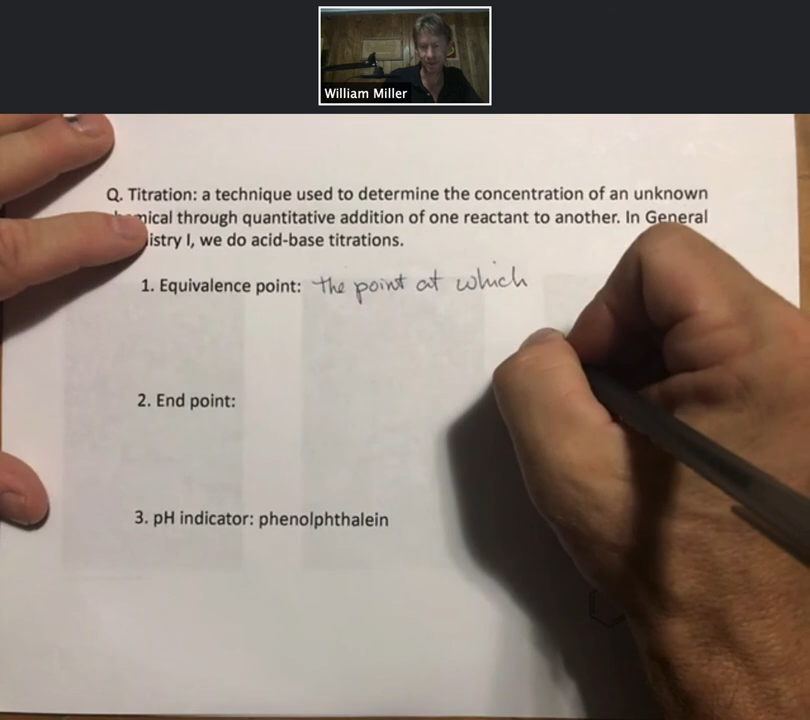 William Miller
Q. Titration: a technique used to determine the concentration of an unknown
through quantitative addition of one reactant to another. In General
I, we do acid-base titrations.
1. Equivalence point: the point at which
2. End point:
3. pH indicator: phenolphthalein